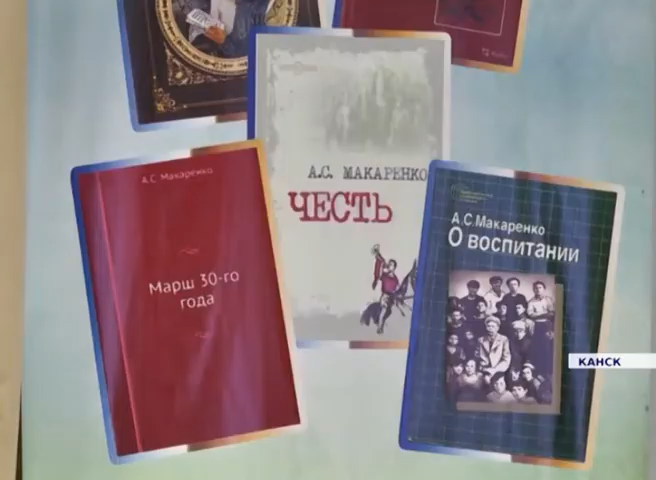 А.С. МАКАРЕНКО
ЧЕСТЬ
А.С. Макаренко
Марш 30-го
года
А.С.Макаренко
О воспитании
КАНСК